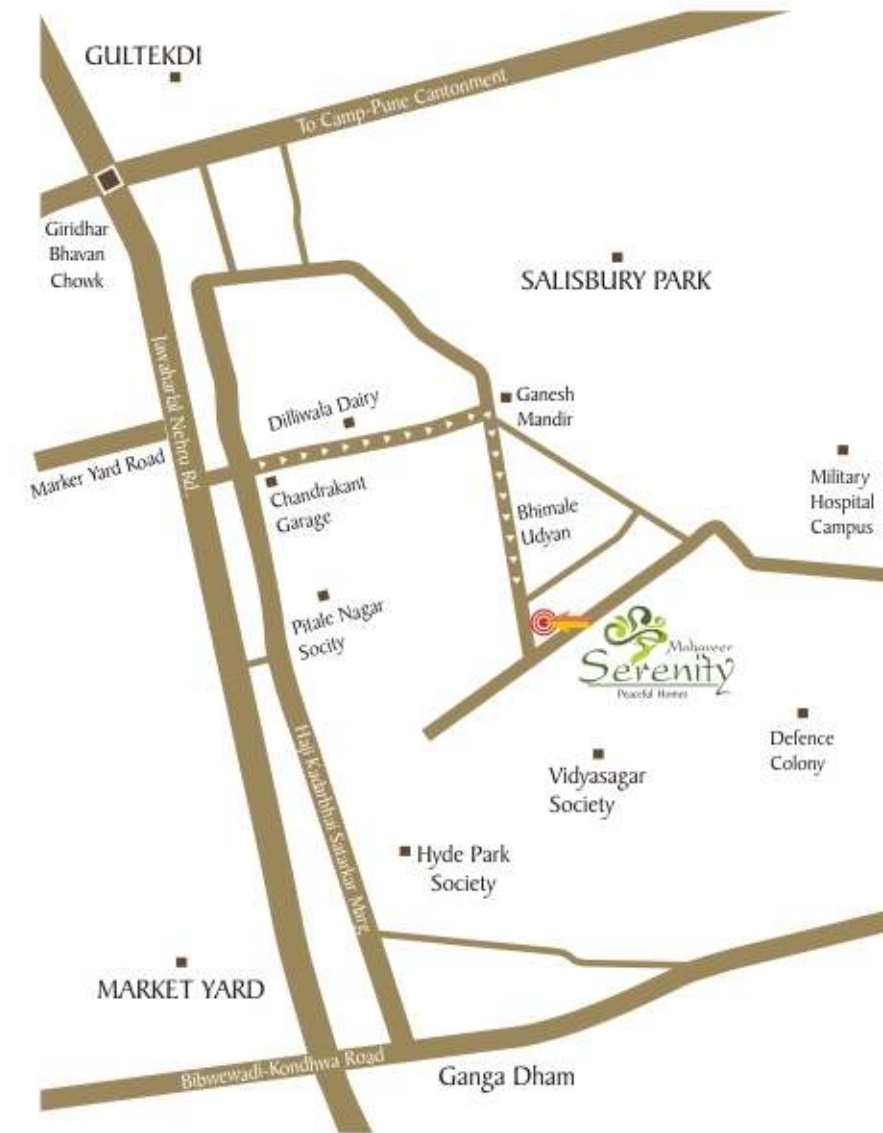 GULTEKDI
To Camp-Pune Cantonment
Giridhar
Bhavan
Chowk
SALISBURY PARK
Jawaharlal Nehru Rd.
Dilliwala Dairy
Ganesh
Mandir
Marker Yard Road
Chandrakant
Garage
Bhimale
Udyan
Military
Hospital
Campus
Pitale Nagar
Socity
Mahaveer
Serenity
Peaceful Homes
Haji Kadarbhai Satarkar Marg
Defence
Colony
Vidyasagar
Society
Hyde Park
Society
MARKET YARD
Bibwewadi-Kondhwa Road
Ganga Dham